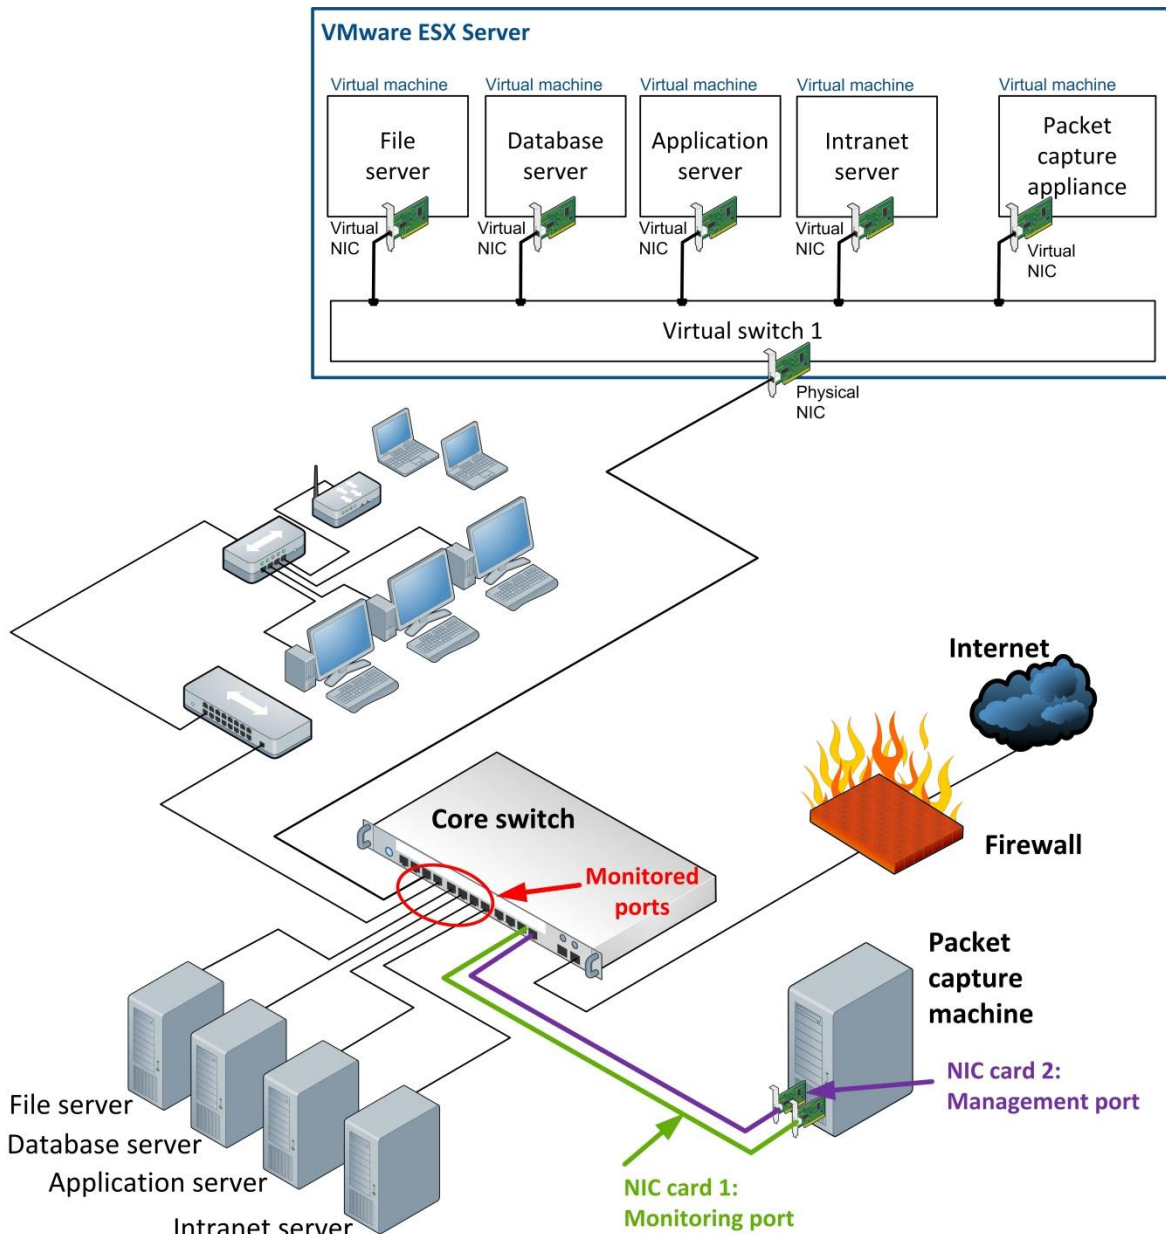 VMware ESX Server
Virtual machine
Virtual machine
Virtual machine
Virtual machine
Virtual machine
File
server
Database
server
Application
server
Intranet
server
Packet
capture
appliance
Virtual
NIC
Virtual
NIC
Virtual
NIC
Virtual
NIC
Virtual
NIC
Virtual switch 1
Physical
NIC
Internet
Firewall
Core switch
Monitored
ports
Packet
capture
machine
NIC card 2:
Management port
File server
Database server
Application server
Intranet server
NIC card 1:
Monitoring port